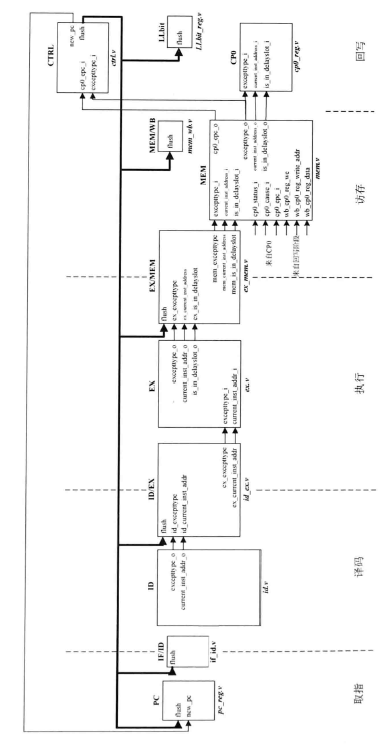 PC
flush
new_pc
pc_reg.v
IF/ID
flush
if_id.v
ID
excepttype_o
current_inst_addr_o
id.v
ID/EX
flush
id_excepttype
id_current_inst_addr
ex_excepttype
ex_current_inst_addr
id_ex.v
EX
excepttype_o
current_inst_addr_o
is_in_delayslot_o
excepttype_i
current_inst_addr_i
ex.v
EX/MEM
flush
ex_excepttype
ex_current_inst_address
ex_is_in_delayslot
mem_excepttype
mem_current_inst_address
mem_is_in_delayslot
ex_mem.v
MEM
cp0_epc_o
excepttype_o
current_inst_address_o
is_in_delayslot_o
excepttype_i
current_inst_address_i
is_in_delayslot_i
cp0_status_i
cp0_cause_i
cp0_epc_i
wb_cp0_reg_we
wb_cp0_reg_write_addr
wb_cp0_reg_data
mem.v
来自CP0
来自回写阶段
MEM/WB
flush
mem_wb.v
CTRL
new_pc
flush
cp0_epc_i
excepttype_i
ctrl.v
LLbit
flush
LLbit_reg.v
CP0
excepttype_i
current_inst_address_i
is_in_delayslot_i
cp0_reg.v
取指
译码
执行
访存
回写